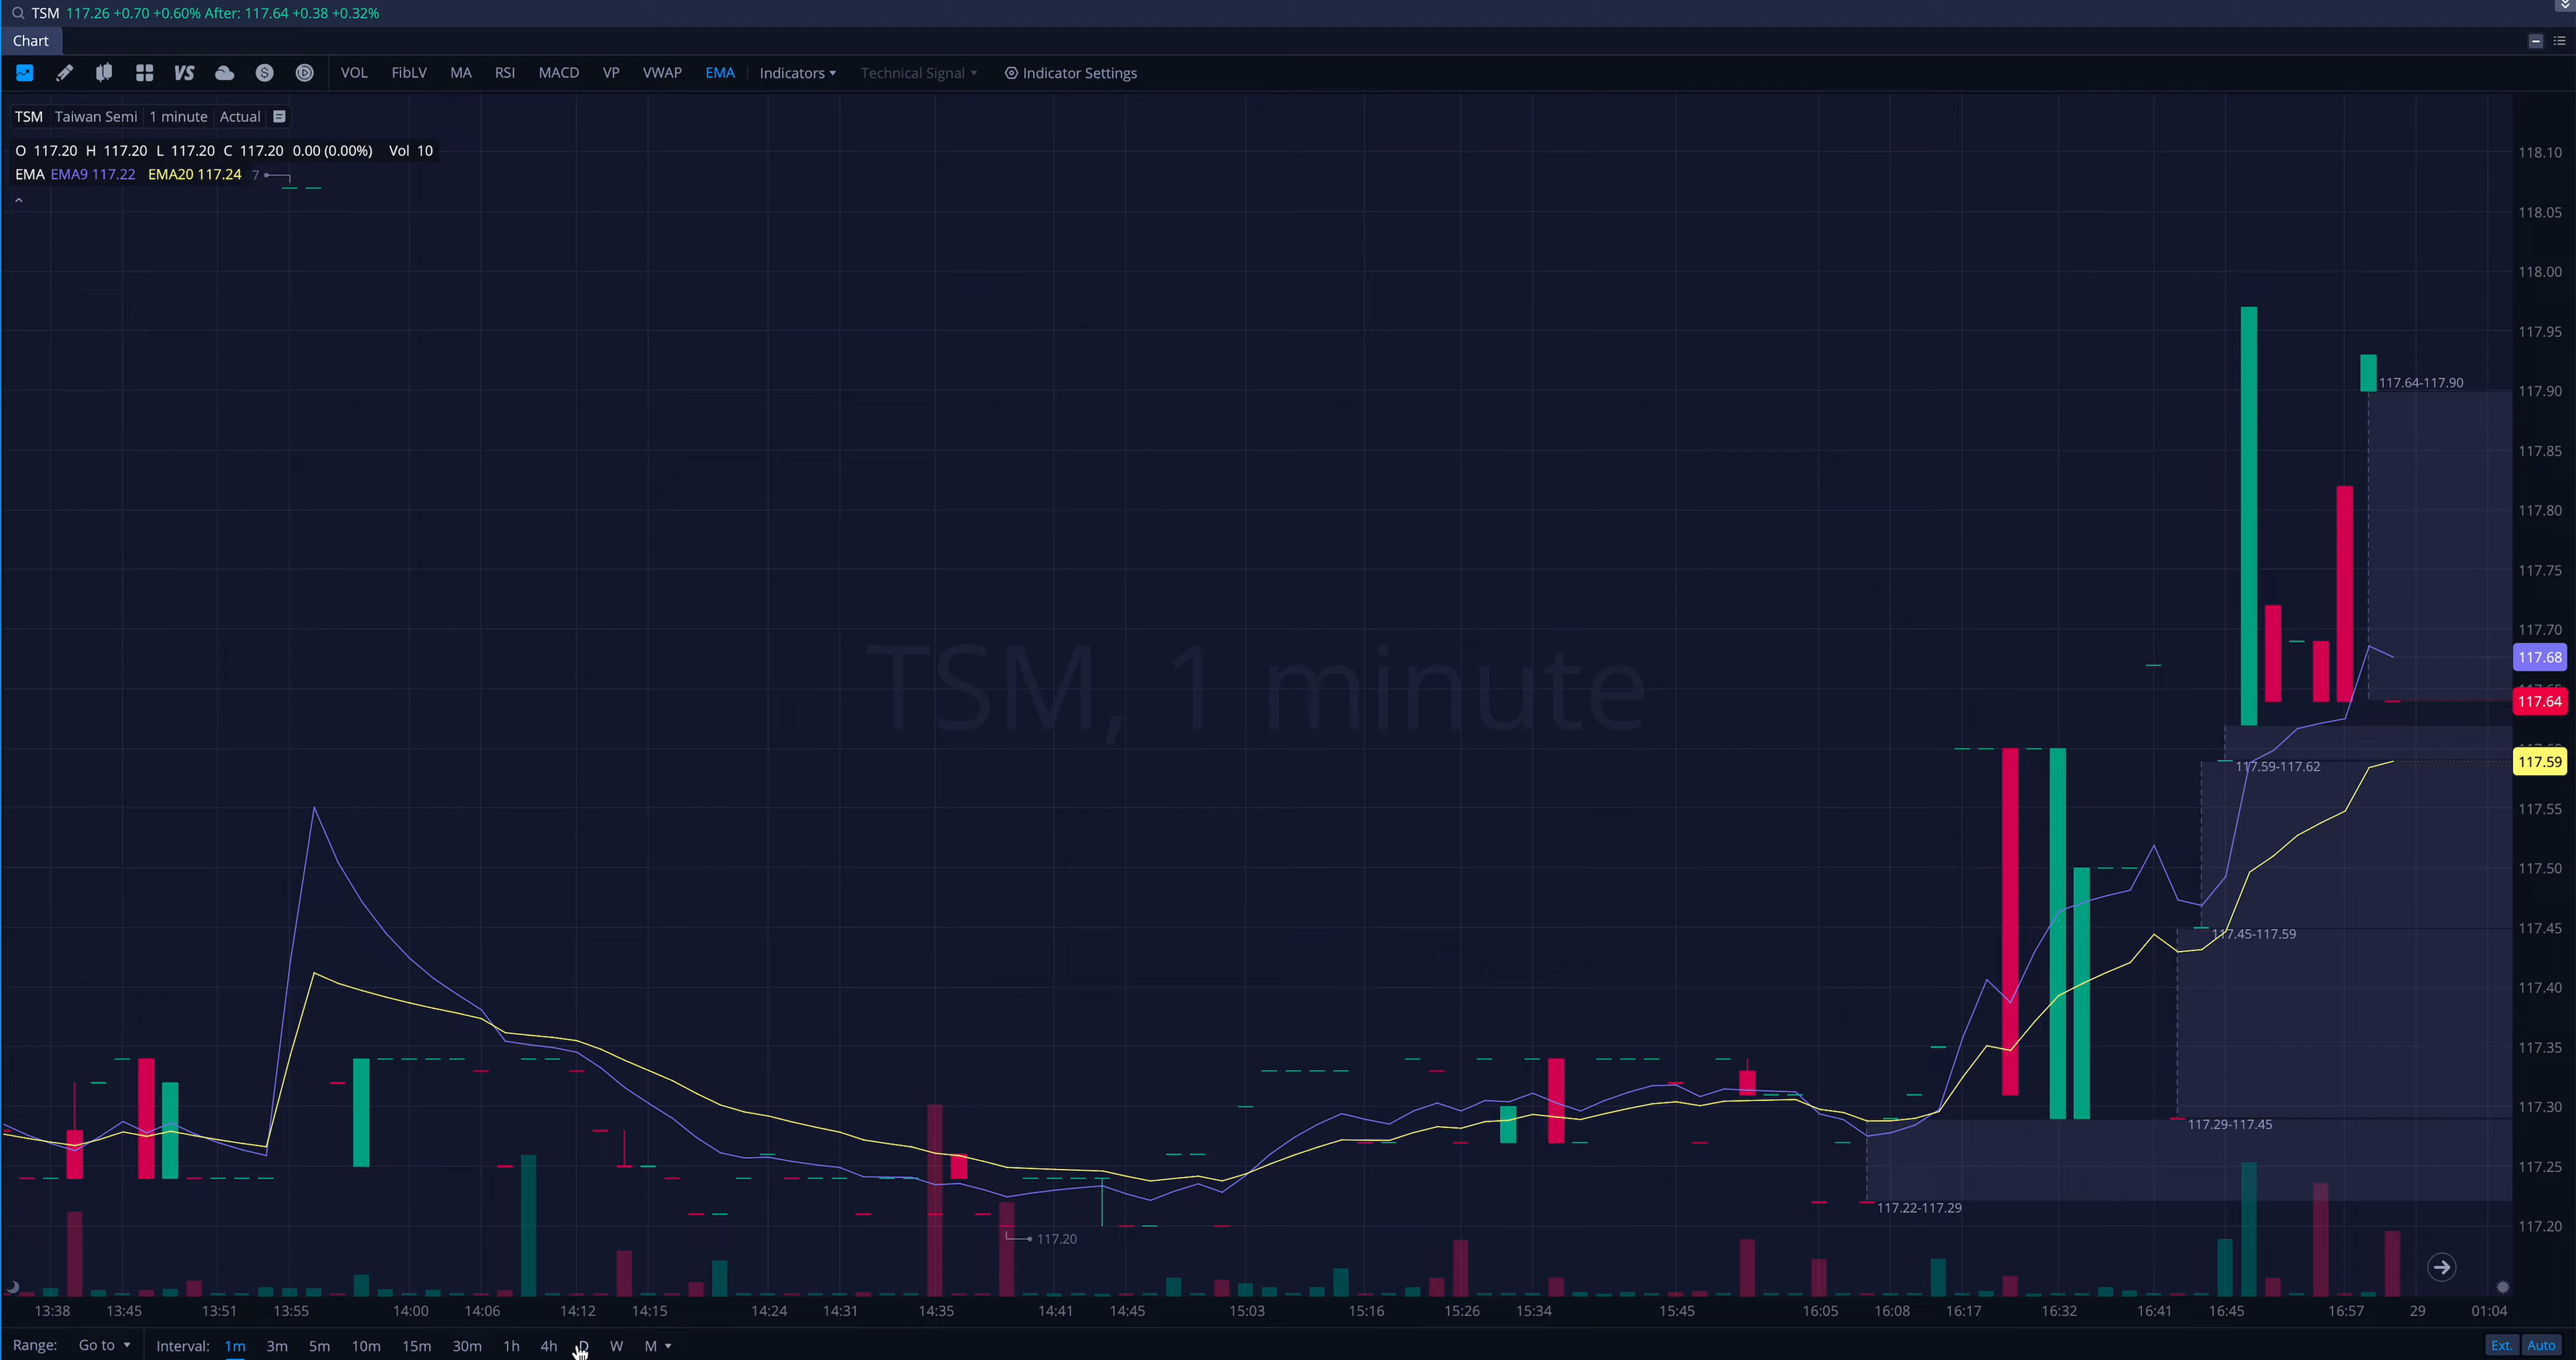 TSM 117.26 +0.70 +0.60% After: 117.64 +0.38 +0.32%
Chart
VS VOL FibLV MA RSI MACD VP VWAP EMA Indicators Technical Signal Indicator Settings
TSM Taiwan Semi 1 minute Actual
O 117.20 H 117.20 L 117.20 C 117.20 0.00 (0.00%) Vol 10
EMA EMA9 117.22 EMA20 117.24 7
TSM, 1 minute
118.10
118.05
118.00
117.95
117.64-117.90
117.90
117.85
117.80
117.75
117.70
117.68
117.64
117.59
117.59-117.62
117.55
117.50
117.45
117.45-117.59
117.40
117.35
117.30
117.29-117.45
117.25
117.22-117.29
117.20
117.20
13:38 13:45 13:51 13:55 14:00 14:06 14:12 14:15 14:24 14:31 14:35 14:41 14:45 15:03 15:16 15:26 15:34 15:45 16:05 16:08 16:17 16:32 16:41 16:45 16:57 29 01:04
Range: Go to Interval: 1m 3m 5m 10m 15m 30m 1h 4h D W M Ext. Auto